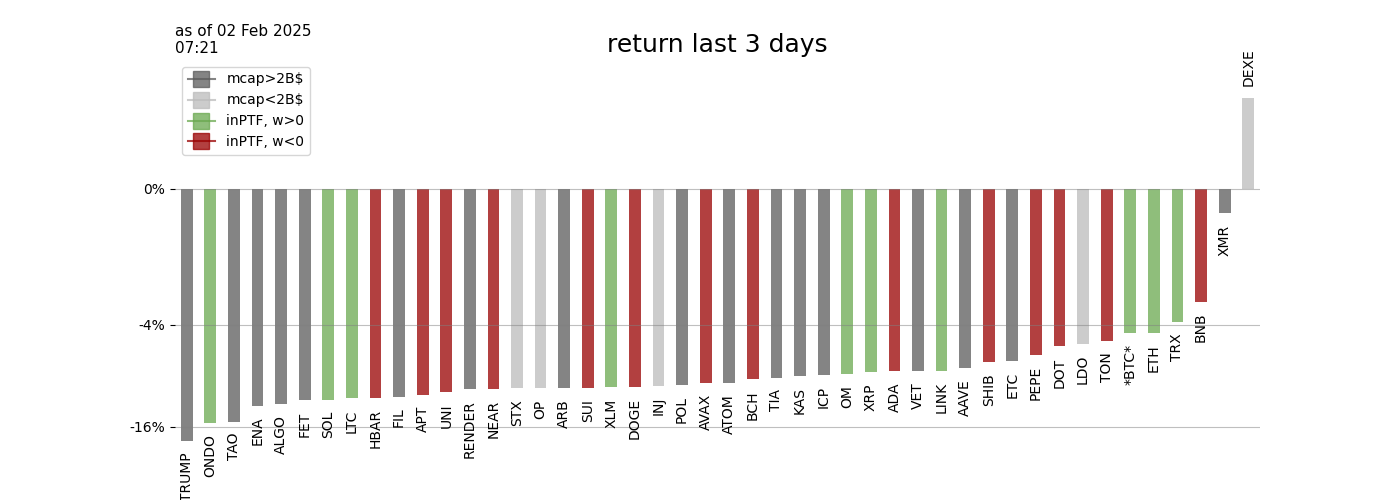 as of 02 Feb 2025
07:21
return last 3 days
mcap>2B$
mcap<2B$
inPTF, w>0
inPTF, w<0
0%
-4%
-16%
TRUMP
ONDO
TAO
ENA
ALGO
FET
SOL
LTC
HBAR
FIL
APT
UNI
RENDER
NEAR
STX
OP
ARB
SUI
XLM
DOGE
INJ
POL
AVAX
ATOM
BCH
TIA
KAS
ICP
OM
XRP
ADA
VET
LINK
AAVE
SHIB
ETC
PEPE
DOT
LDO
TON
*BTC*
ETH
TRX
BNB
XMR
DEXE